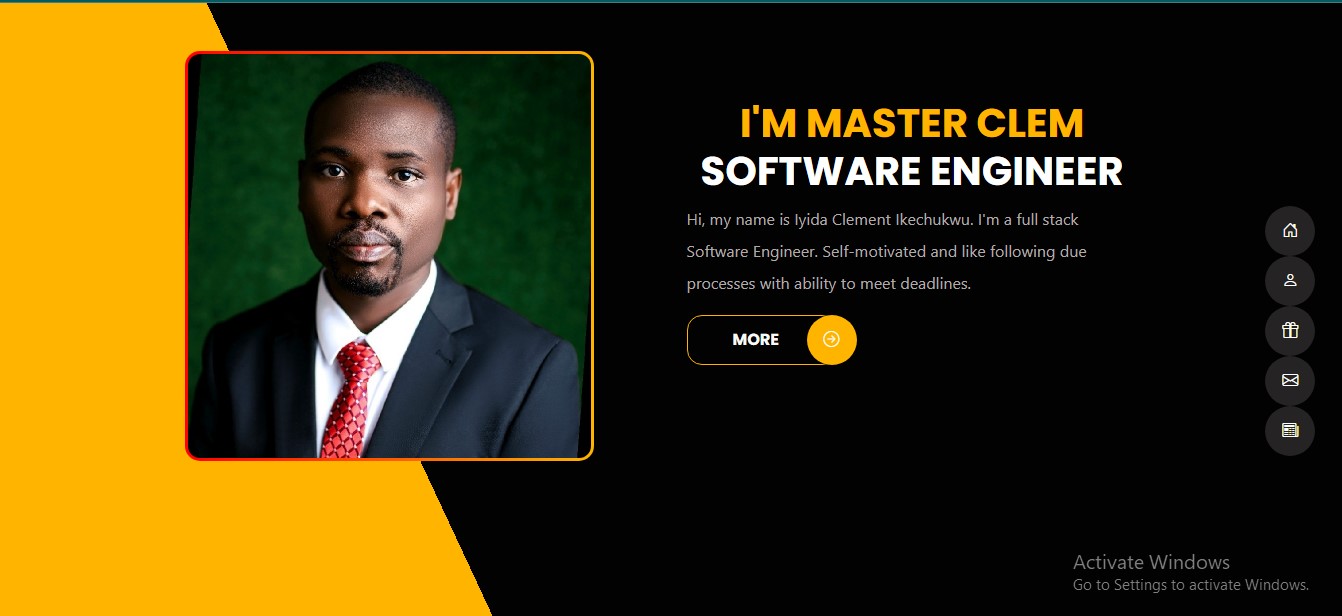 I'M MASTER CLEM
SOFTWARE ENGINEER
Hi, my name is Iyida Clement Ikechukwu. I'm a full stack
Software Engineer. Self-motivated and like following due
processes with ability to meet deadlines.
MORE
Activate Windows
Go to Settings to activate Windows.